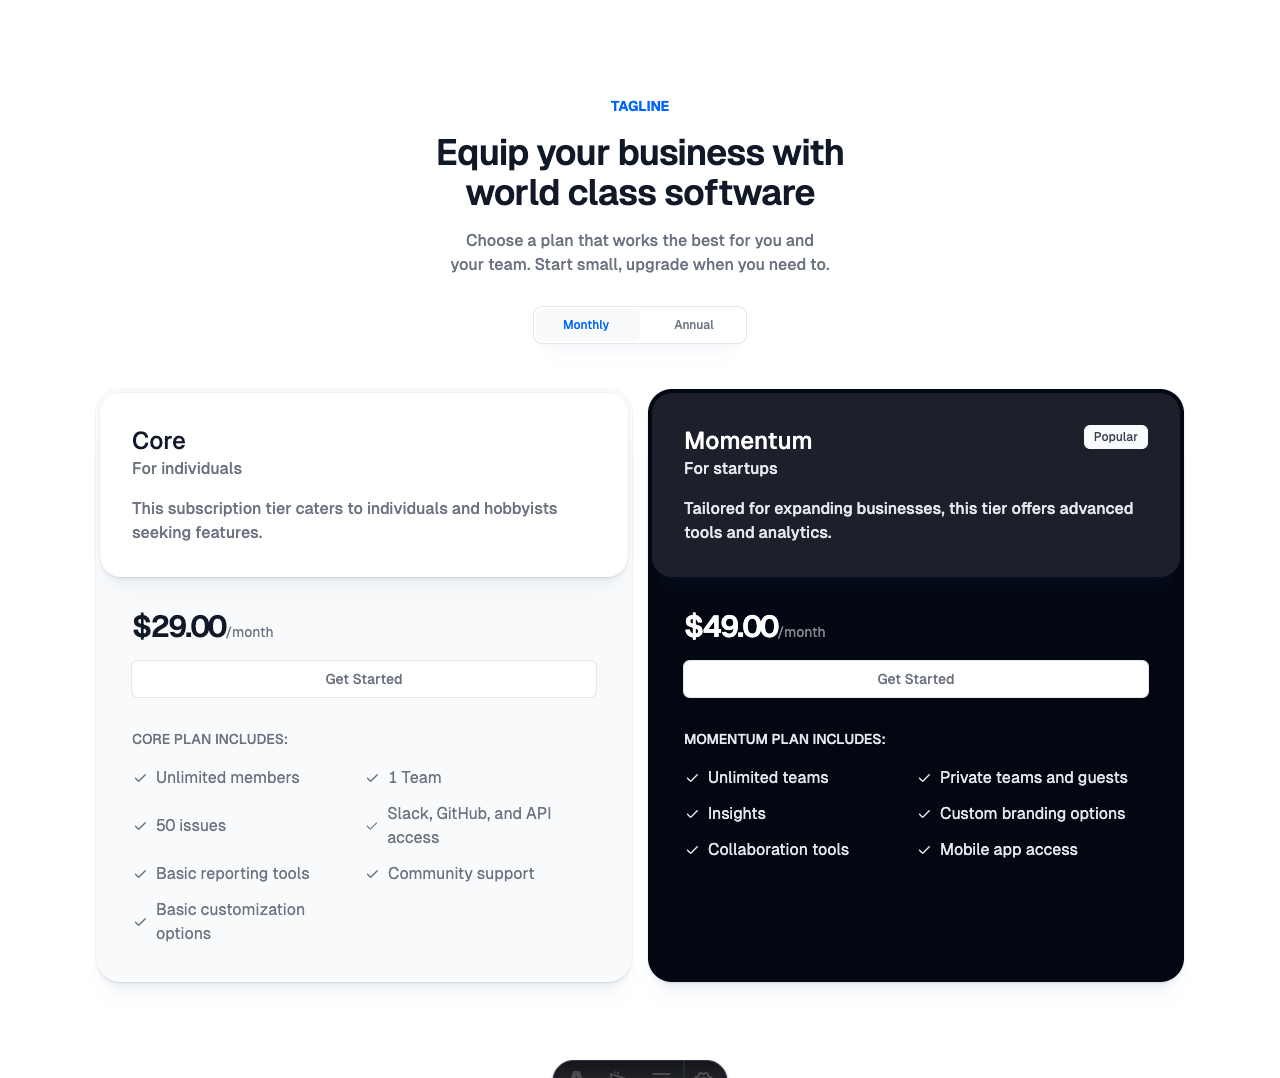 TAGLINE
Equip your business with
world class software
Choose a plan that works the best for you and
your team. Start small, upgrade when you need to.
Monthly
Annual
Core
For individuals
This subscription tier caters to individuals and hobbyists
seeking features.
$29.00/month
Get Started
CORE PLAN INCLUDES:
Unlimited members
1 Team
50 issues
Slack, GitHub, and API
access
Basic reporting tools
Community support
Basic customization
options
Momentum
Popular
For startups
Tailored for expanding businesses, this tier offers advanced
tools and analytics.
$49.00/month
Get Started
MOMENTUM PLAN INCLUDES:
Unlimited teams
Private teams and guests
Insights
Custom branding options
Collaboration tools
Mobile app access